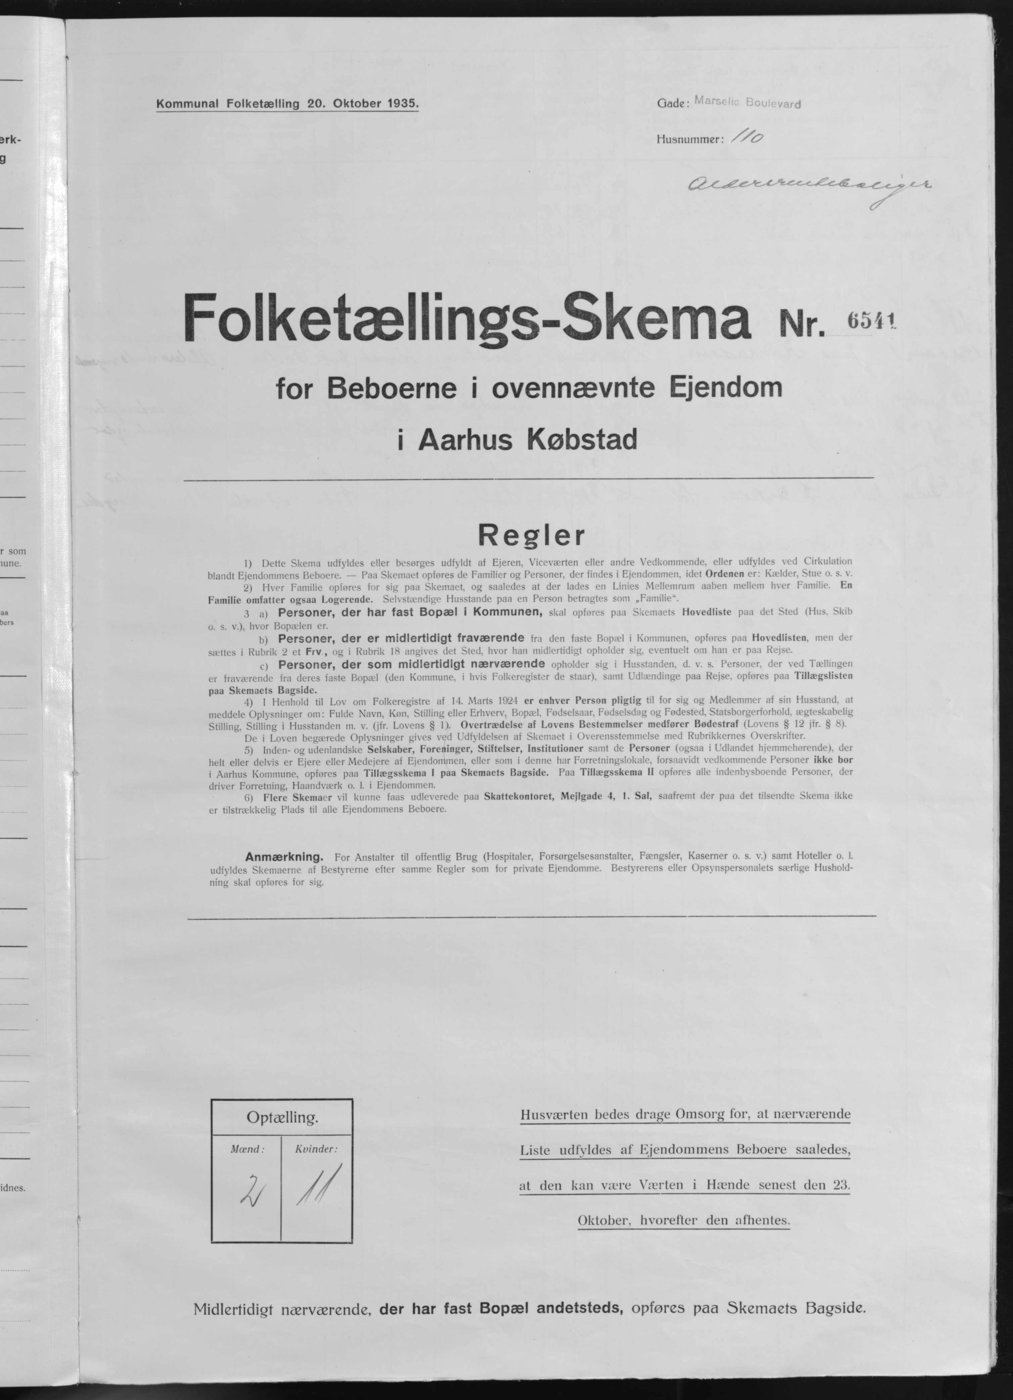 Kommunal Folketælling 20. Oktober 1935.
Gade: Marselis Boulevard
Husnummer: 110
Aldersrenteboliger
Folketællings-Skema Nr. 6541
for Beboerne i ovennævnte Ejendom
i Aarhus Købstad
Regler
1) Dette Skema udfyldes eller besørges udfyldt af Ejeren, Viceværten eller andre Vedkommende, eller udfyldes ved Cirkulation
blandt Ejendommens Beboere. — Paa Skemaet opføres de Familier og Personer, der findes i Ejendommen, idet Ordenen er: Kælder, Stue o. s. v.
2) Hver Familie opføres for sig paa Skemaet, og saaledes at der lades en Linies Mellemrum aaben mellem hver Familie. En
Familie omfatter ogsaa Logerende. Selvstændige Husstande paa en Person betragtes som „Familie“.
3 a) Personer, der har fast Bopæl i Kommunen, skal opføres paa Skemaets Hovedliste paa det Sted (Hus, Skib
o. s. v.), hvor Bopælen er.
b) Personer, der er midlertidigt fraværende fra den faste Bopæl i Kommunen, opføres paa Hovedlisten, men der
sættes i Rubrik 2 et Frv., og i Rubrik 18 angives det Sted, hvor han midlertidigt opholder sig, eventuelt om han er paa Rejse.
c) Personer, der som midlertidigt nærværende opholder sig i Husstanden, d. v. s. Personer, der ved Tællingen
er fraværende fra deres faste Bopæl (den Kommune, i hvis Folkeregister de staar), samt Udlændinge paa Rejse, opføres paa Tillægslisten
paa Skemaets Bagside.
4) I Henhold til Lov om Folkeregistre af 14. Marts 1924 er enhver Person pligtig til for sig og Medlemmer af sin Husstand, at
meddele Oplysninger om: Fulde Navn, Køn, Stilling eller Erhverv, Bopæl, Fødselsaar, Fødselsdag og Fødested, Statsborgerforhold, ægteskabelig
Stilling, Stilling i Husstanden m. v. (jfr. Lovens § 1). Overtrædelse af Lovens Bestemmelser medfører Bødestraf (Lovens § 12 jfr. § 8).
De i Loven begærede Oplysninger gives ved Udfyldelsen af Skemaet i Overensstemmelse med Rubrikkernes Overskrifter.
5) Inden- og udenlandske Selskaber, Foreninger, Stiftelser, Institutioner samt de Personer (ogsaa i Udlandet hjemmehørende), der
helt eller delvis er Ejere eller Medejere af Ejendommen, eller som i denne har Forretningslokale, forsaavidt vedkommende Personer ikke bor
i Aarhus Kommune, opføres paa Tillægsskema I paa Skemaets Bagside. Paa Tillægsskema II opføres alle indenbysboende Personer, der
driver Forretning, Haandværk o. l. i Ejendommen.
6) Flere Skemaer vil kunne faas udleverede paa Skattekontoret, Mejlgade 4, 1. Sal, saafremt der paa det tilsendte Skema ikke
er tilstrækkelig Plads til alle Ejendommens Beboere.
Anmærkning. For Anstalter til offentlig Brug (Hospitaler, Forsørgelsesanstalter, Fængsler, Kaserner o. s. v.) samt Hoteller o. l.
udfyldes Skemaerne af Bestyrerne efter samme Regler som for private Ejendomme. Bestyrerens eller Opsynspersonalets særlige Hushold-
ning skal opføres for sig.
Optælling.
Mænd: Kvinder:
2 11
Husværten bedes drage Omsorg for, at nærværende
Liste udfyldes af Ejendommens Beboere saaledes,
at den kan være Værten i Hænde senest den 23.
Oktober, hvorefter den afhentes.
Midlertidigt nærværende, der har fast Bopæl andetsteds, opføres paa Skemaets Bagside.